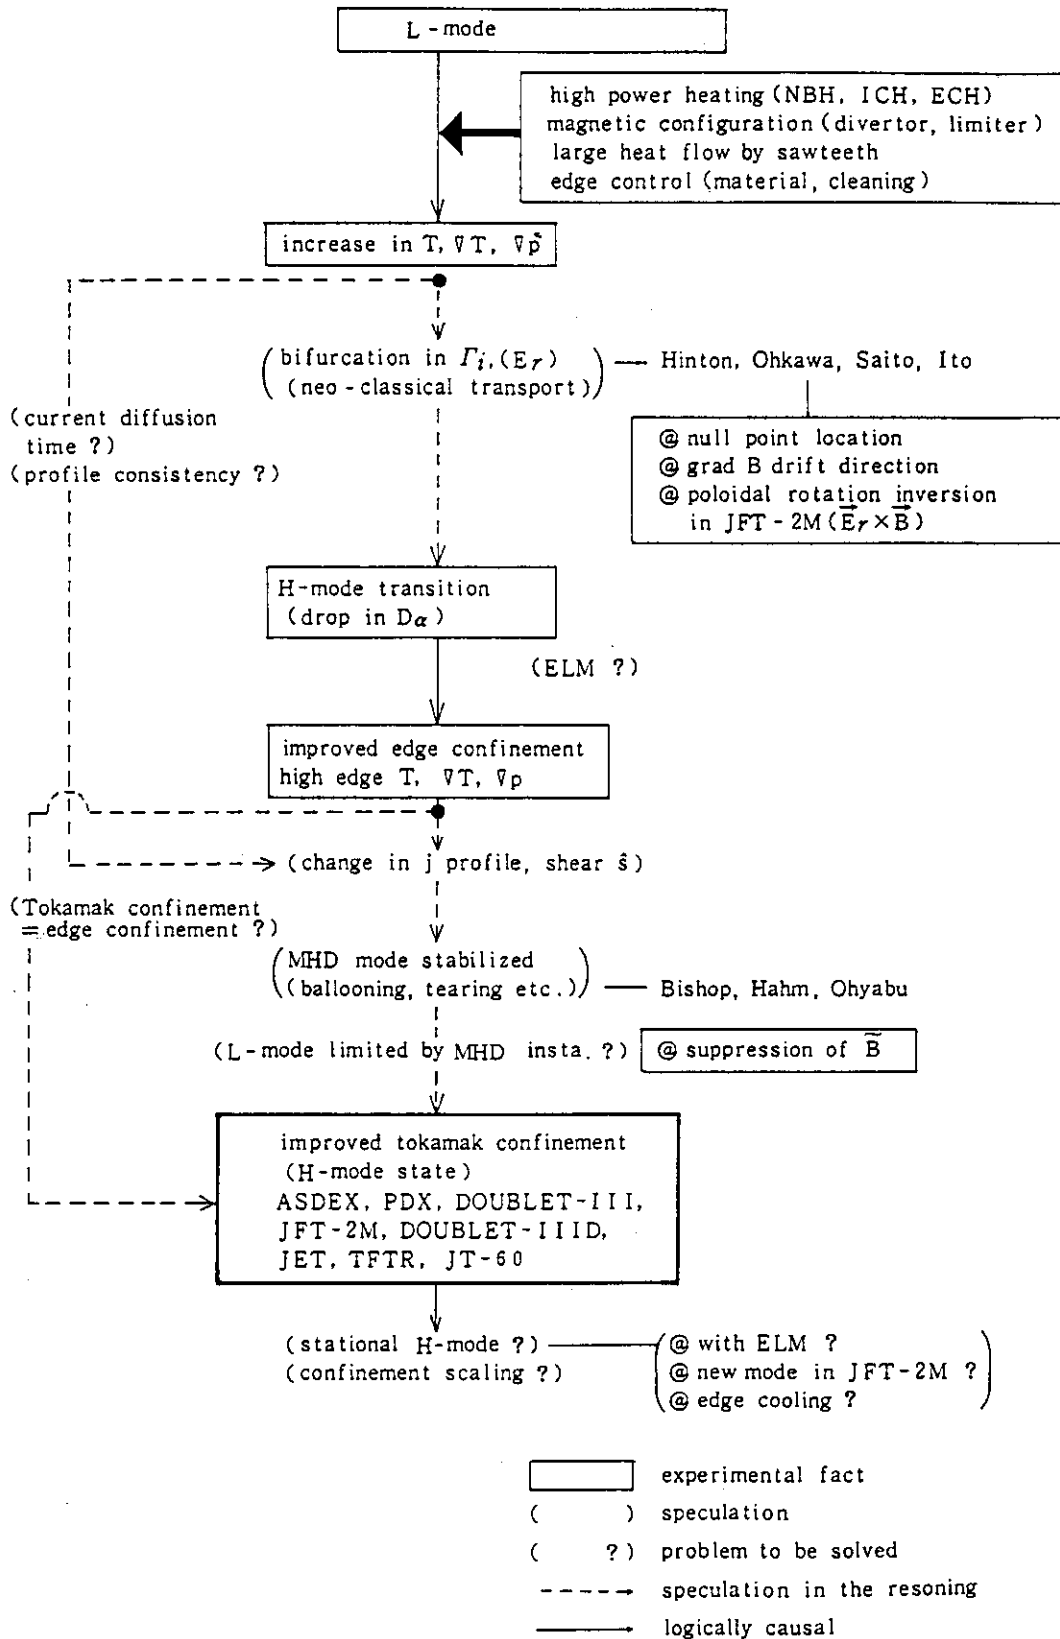 L-mode
high power heating (NBH, ICH, ECH)
magnetic configuration (divertor, limiter)
large heat flow by sawteeth
edge control (material, cleaning)
increase in T, ∇T, ∇p
(bifurcation in Γi, (Er)
(neo-classical transport))
Hinton, Ohkawa, Saito, Ito
(current diffusion
time ?)
(profile consistency ?)
@ null point location
@ grad B drift direction
@ poloidal rotation inversion
in JFT-2M (E⃗r×B⃗)
H-mode transition
(drop in Dα)
(ELM ?)
improved edge confinement
high edge T, ∇T, ∇p
(change in j profile, shear ŝ)
(Tokamak confinement
=edge confinement ?)
(MHD mode stabilized
(ballooning, tearing etc.))
Bishop, Hahm, Ohyabu
(L-mode limited by MHD insta. ?)
@ suppression of B̃
improved tokamak confinement
(H-mode state)
ASDEX, PDX, DOUBLET-III,
JFT-2M, DOUBLET-IIID,
JET, TFTR, JT-60
(stational H-mode ?)
(confinement scaling ?)
(@ with ELM ?
@ new mode in JFT-2M ?
@ edge cooling ?)
experimental fact
( ) speculation
( ?) problem to be solved
speculation in the resoning
logically causal